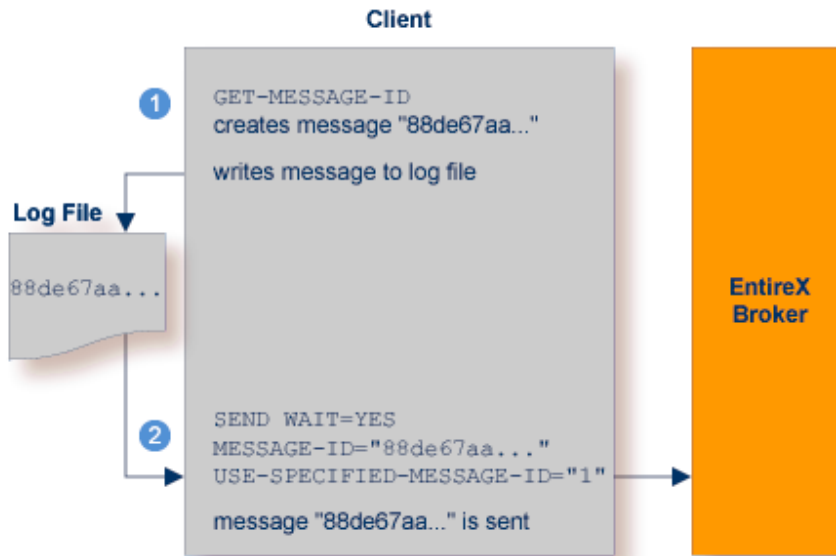 Client
1
GET-MESSAGE-ID
creates message "88de67aa..."
writes message to log file
Log File
88de67aa...
EntireX
Broker
2
SEND WAIT=YES
MESSAGE-ID="88de67aa..."
USE-SPECIFIED-MESSAGE-ID="1"
message "88de67aa..." is sent